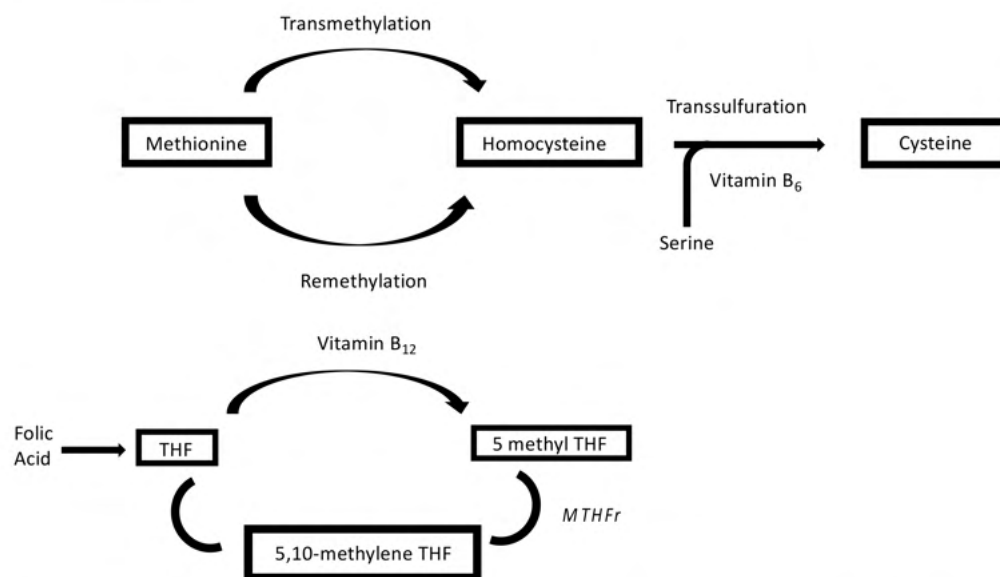 Transmethylation
Methionine
Homocysteine
Transsulfuration
Vitamin B₆
Cysteine
Serine
Remethylation
Vitamin B₁₂
Folic
Acid
THF
5 methyl THF
MTHFr
5,10-methylene THF